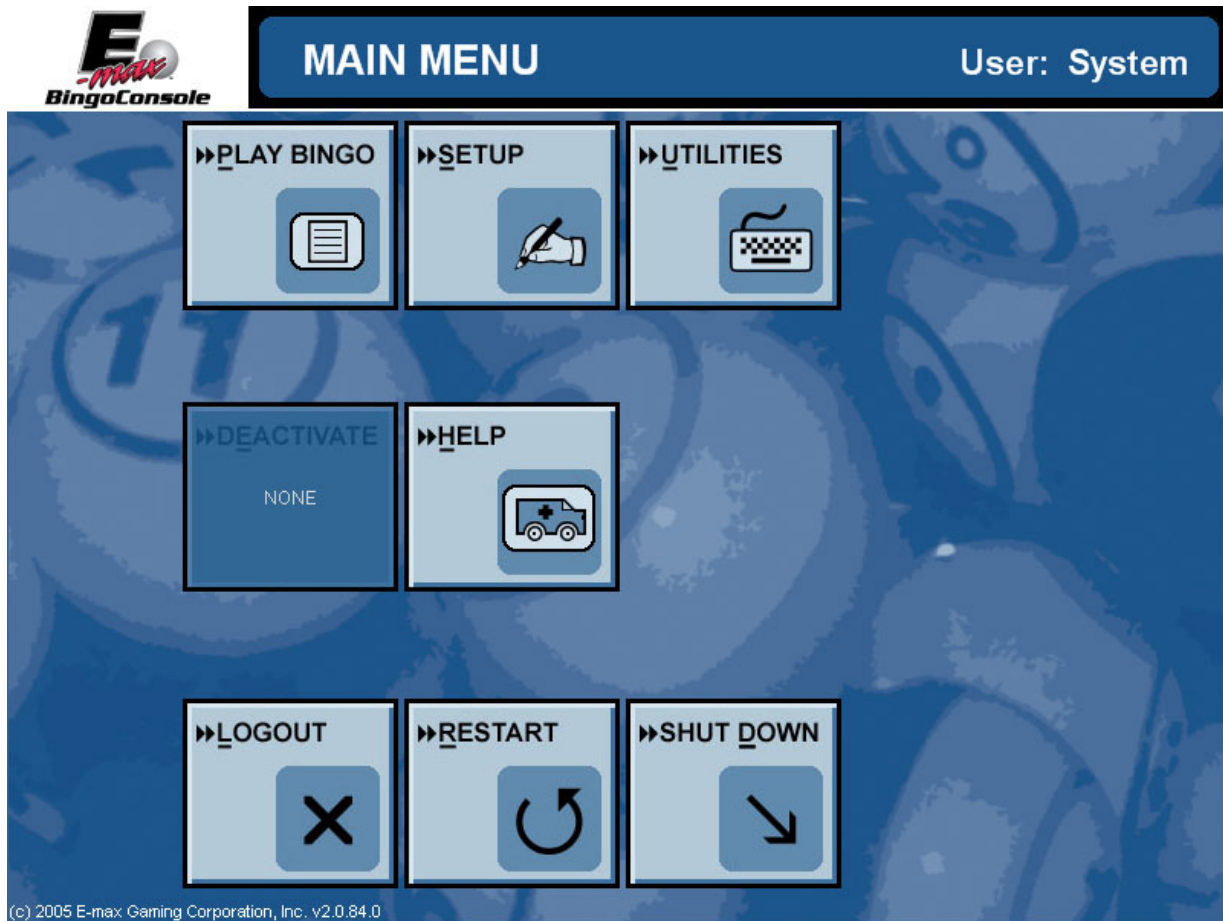 E
-max
BingoConsole
MAIN MENU
User: System
PLAY BINGO
SETUP
UTILITIES
11
DEACTIVATE
NONE
HELP
LOGOUT
RESTART
SHUT DOWN
(c) 2005 E-max Gaming Corporation, Inc. v2.0.84.0